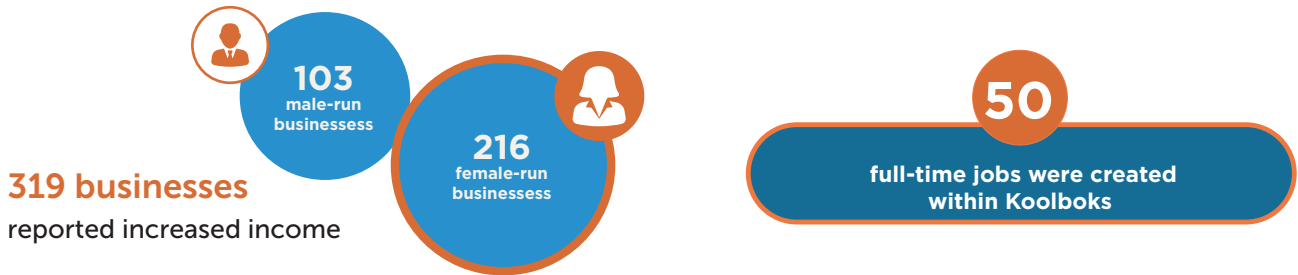 103
male-run
businessess
216
female-run
businessess
319 businesses
reported increased income
50
full-time jobs were created
within Koolboks